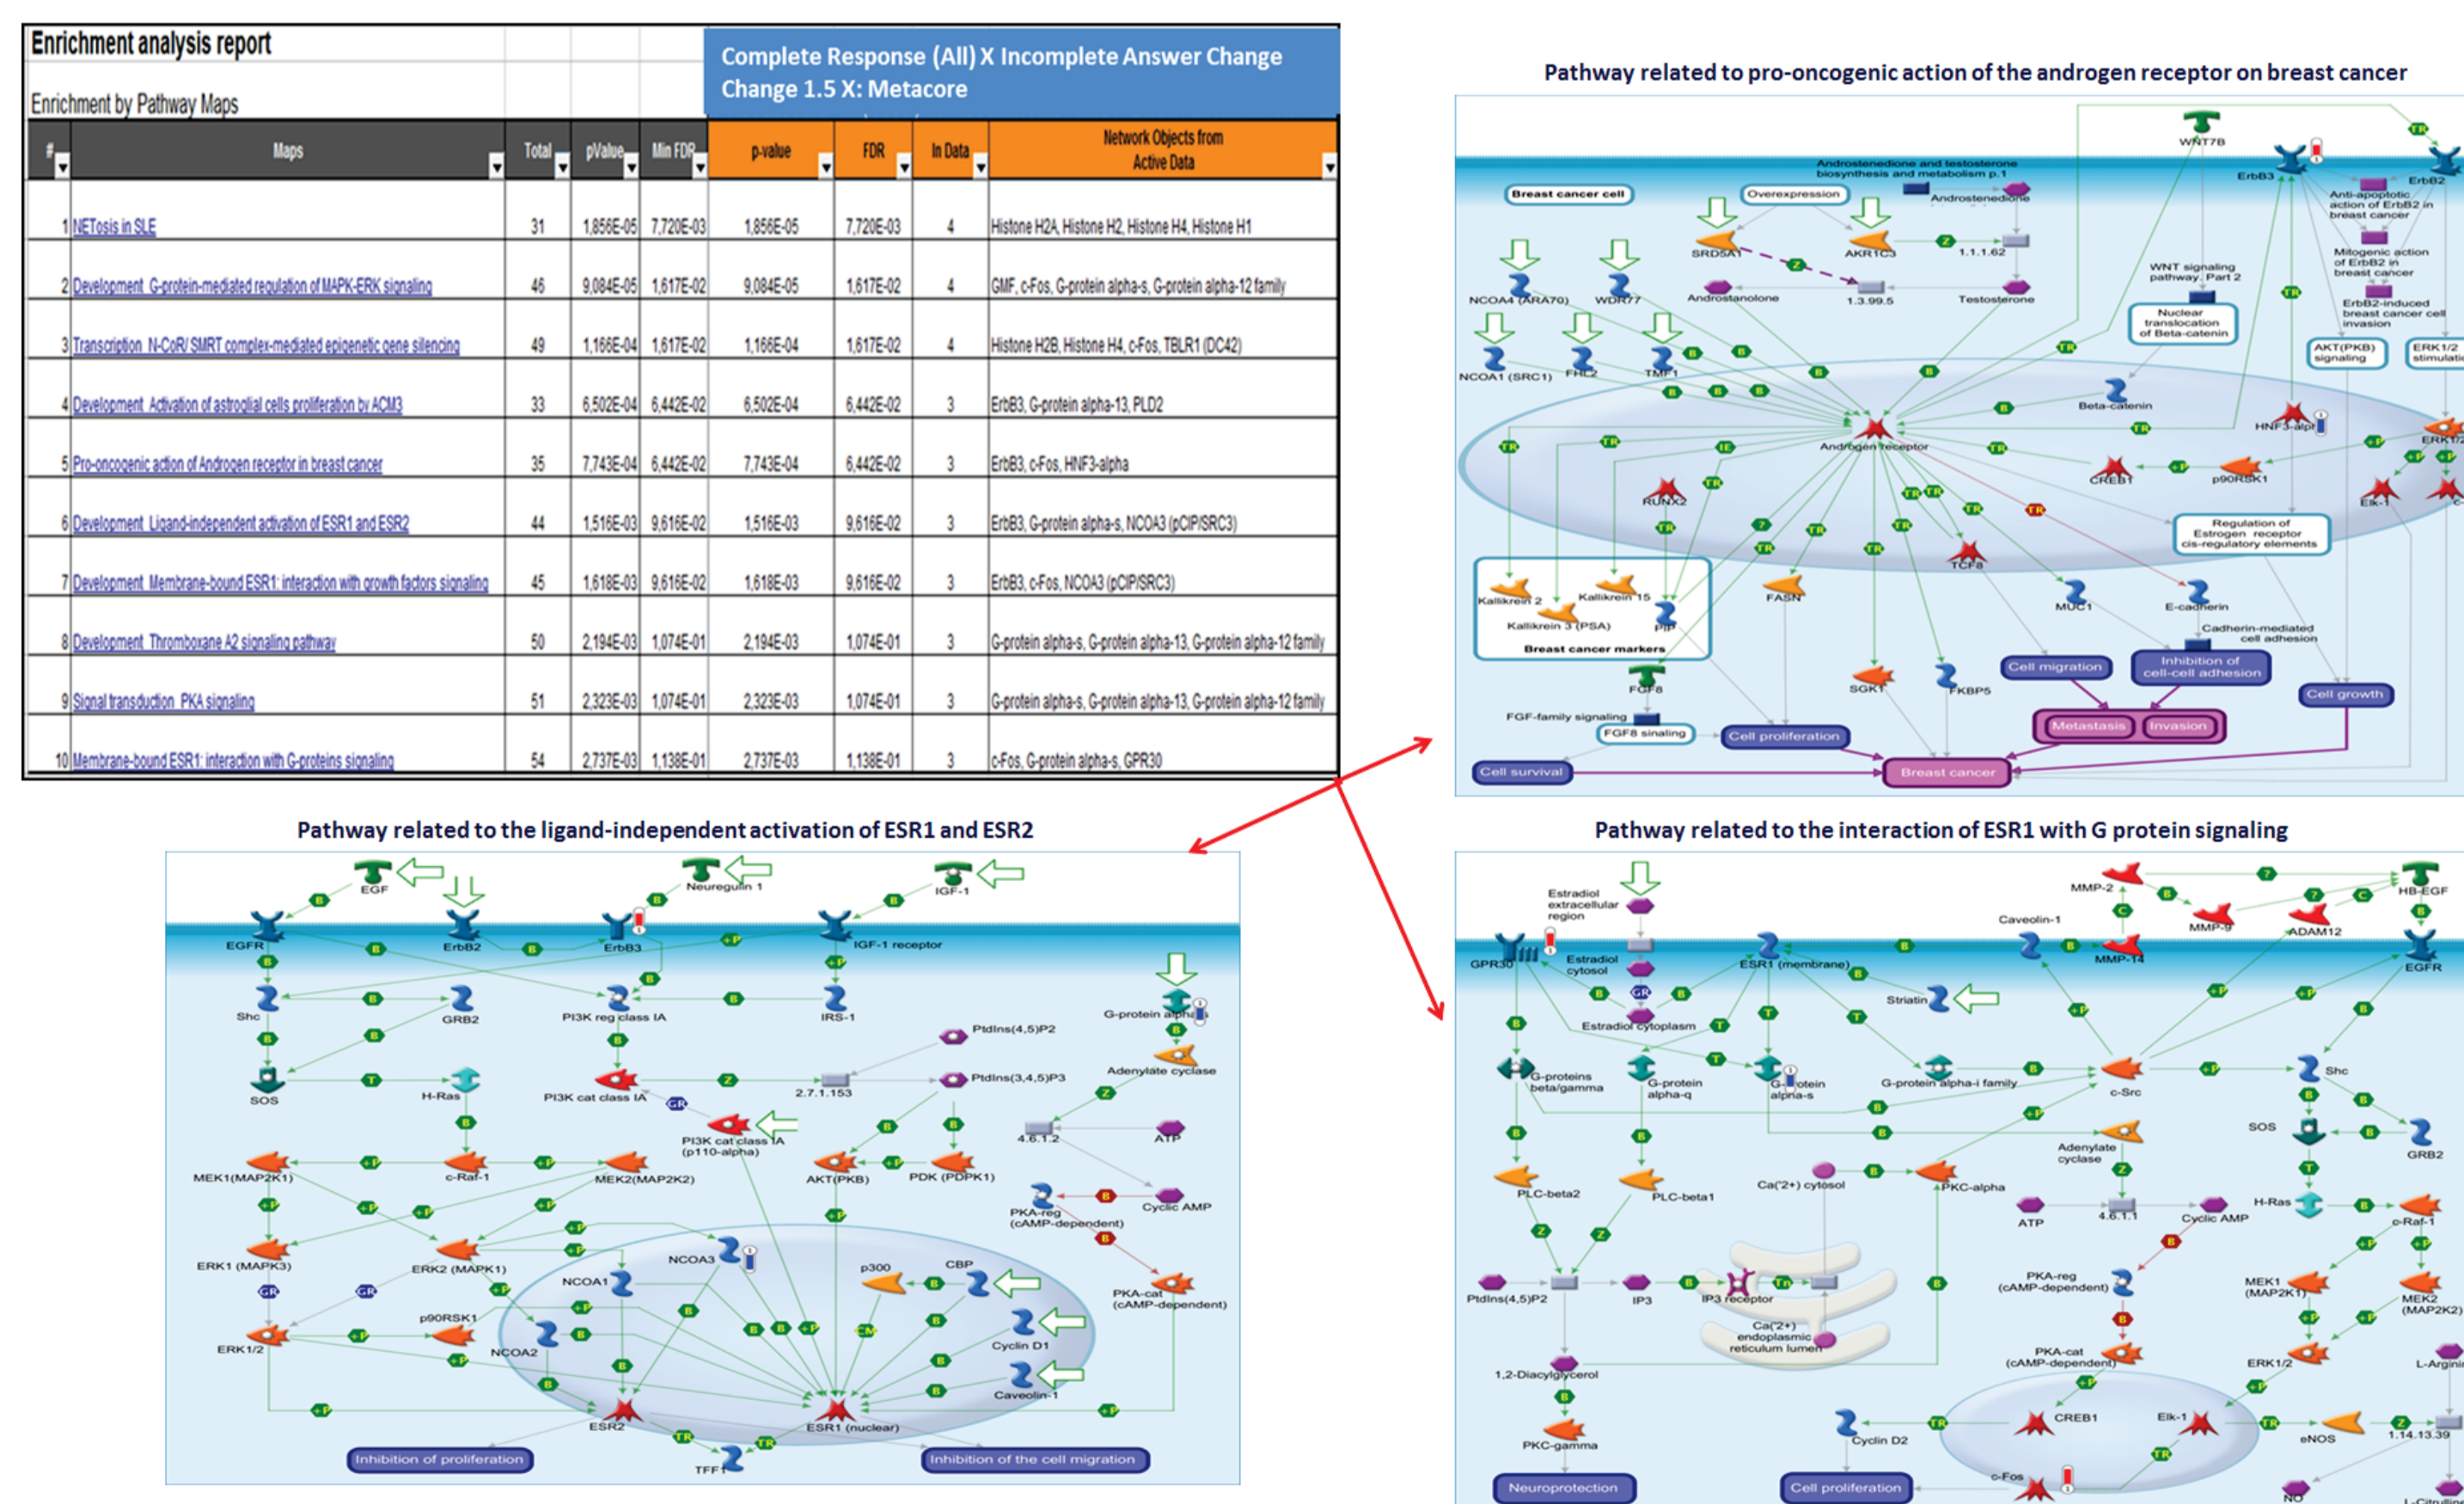 Enrichment analysis report
Complete Response (All) X Incomplete Answer Change
Change 1.5 X: Metacore
Enrichment by Pathway Maps
# Maps Total pValue Min FDR p-value FDR In Data Network Objects from Active Data
1 NETosis in SLE 31 1,856E-05 7,720E-03 1,856E-05 7,720E-03 4 Histone H2A, Histone H2, Histone H4, Histone H1
2 Development G-protein-mediated regulation of MAPK-ERK signaling 46 9,084E-05 1,617E-02 9,084E-05 1,617E-02 4 GMF, c-Fos, G-protein alpha-s, G-protein alpha-12 family
3 Transcription N-CoR/ SMRT complex-mediated epigenetic gene silencing 49 1,166E-04 1,617E-02 1,166E-04 1,617E-02 4 Histone H2B, Histone H4, c-Fos, TBLR1 (DC42)
4 Development Activation of astroglial cells proliferation by ACM3 33 6,502E-04 6,442E-02 6,502E-04 6,442E-02 3 ErbB3, G-protein alpha-13, PLD2
5 Pro-oncogenic action of Androgen receptor in breast cancer 35 7,743E-04 6,442E-02 7,743E-04 6,442E-02 3 ErbB3, c-Fos, HNF3-alpha
6 Development Ligand-independent activation of ESR1 and ESR2 44 1,516E-03 9,616E-02 1,516E-03 9,616E-02 3 ErbB3, G-protein alpha-s, NCOA3 (pCIP/SRC3)
7 Development Membrane-bound ESR1: interaction with growth factors signaling 45 1,618E-03 9,616E-02 1,618E-03 9,616E-02 3 ErbB3, c-Fos, NCOA3 (pCIP/SRC3)
8 Development Thromboxane A2 signaling pathway 50 2,194E-03 1,074E-01 2,194E-03 1,074E-01 3 G-protein alpha-s, G-protein alpha-13, G-protein alpha-12 family
9 Signal transduction PKA signaling 51 2,323E-03 1,074E-01 2,323E-03 1,074E-01 3 G-protein alpha-s, G-protein alpha-13, G-protein alpha-12 family
10 Membrane-bound ESR1: interaction with G-proteins signaling 54 2,737E-03 1,138E-01 2,737E-03 1,138E-01 3 c-Fos, G-protein alpha-s, GPR30
Pathway related to pro-oncogenic action of the androgen receptor on breast cancer
WNT7B
ErbB3
ErbB2
Androstenedione and testosterone
biosynthesis and metabolism p.1
Breast cancer cell
Overexpression
Androstenedione
Anti-apoptotic
action of ErbB2 in
breast cancer
SRD5A1
AKR1C3
1.1.1.62
Mitogenic action
of ErbB2 in
breast cancer
WNT signaling
pathway. Part 2
NCOA4 (ARA70)
WDR77
Androstanolone
1.3.99.5
Testosterone
ErbB2-induced
breast cancer cell
invasion
Nuclear
translocation
of Beta-catenin
AKT(PKB)
signaling
ERK1/2
NCOA1 (SRC1)
FHL2
TMF1
Beta-catenin
Androgen receptor
CREB1
p90RSK1
Elk-1
RUNX2
Regulation of
Estrogen receptor
cis-regulatory elements
TCF8
Kallikrein 2
Kallikrein 15
Kallikrein 3 (PSA)
PIP
Breast cancer markers
FASN
MUC1
E-cadherin
Cadherin-mediated
cell adhesion
FGF8
SGK1
FKBP5
Cell migration
Inhibition of
cell-cell adhesion
Cell growth
FGF-family signaling
FGF8 sinaling
Cell proliferation
Metastasis
Invasion
Cell survival
Breast cancer
Pathway related to the ligand-independent activation of ESR1 and ESR2
EGF
Neuregulin 1
IGF-1
EGFR
ErbB2
ErbB3
IGF-1 receptor
Shc
GRB2
PI3K reg class IA
IRS-1
G-protein alpha-s
PtdIns(4,5)P2
Adenylate cyclase
SOS
H-Ras
PI3K cat class IA
2.7.1.153
PtdIns(3,4,5)P3
PI3K cat class IA
(p110-alpha)
4.6.1.2
ATP
MEK1(MAP2K1)
c-Raf-1
MEK2(MAP2K2)
AKT(PKB)
PDK (PDPK1)
PKA-reg
(cAMP-dependent)
Cyclic AMP
ERK1 (MAPK3)
ERK2 (MAPK1)
NCOA3
NCOA1
p300
CBP
PKA-cat
(cAMP-dependent)
ERK1/2
p90RSK1
NCOA2
Cyclin D1
Caveolin-1
ESR2
ESR1 (nuclear)
TFF1
Inhibition of proliferation
Inhibition of the cell migration
Pathway related to the interaction of ESR1 with G protein signaling
Estradiol
extracellular
region
MMP-2
HB-EGF
Caveolin-1
MMP-9
ADAM12
GPR30
Estradiol
cytosol
ESR1 (membrane)
MMP-14
EGFR
Striatin
Estradiol cytoplasm
G-proteins
beta/gamma
G-protein
alpha-q
G-protein
alpha-s
G-protein alpha-i family
c-Src
Shc
SOS
GRB2
Adenylate
cyclase
PLC-beta2
PLC-beta1
Ca(2+) cytosol
PKC-alpha
ATP
4.6.1.1
Cyclic AMP
H-Ras
c-Raf-1
PtdIns(4,5)P2
IP3
IP3 receptor
PKA-reg
(cAMP-dependent)
MEK1
(MAP2K1)
MEK2
(MAP2K2)
Ca(2+)
endoplasmic
reticulum lumen
1,2-Diacylglycerol
PKA-cat
(cAMP-dependent)
ERK1/2
PKC-gamma
Cyclin D2
CREB1
Elk-1
eNOS
1.14.13.39
c-Fos
Neuroprotection
Cell proliferation
NO